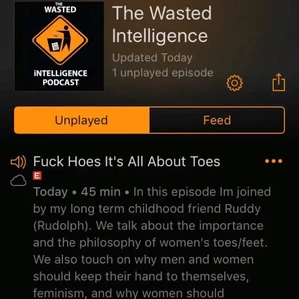 THE
WASTED
INTELLIGENCE
PODCAST
The Wasted
Intelligence
Updated Today
1 unplayed episode
Unplayed
Feed
Fuck Hoes It's All About Toes
E
Today • 45 min • In this episode Im joined
by my long term childhood friend Ruddy
(Rudolph). We talk about the importance
and the philosophy of women's toes/feet.
We also touch on why men and women
should keep their hand to themselves,
feminism, and why women should